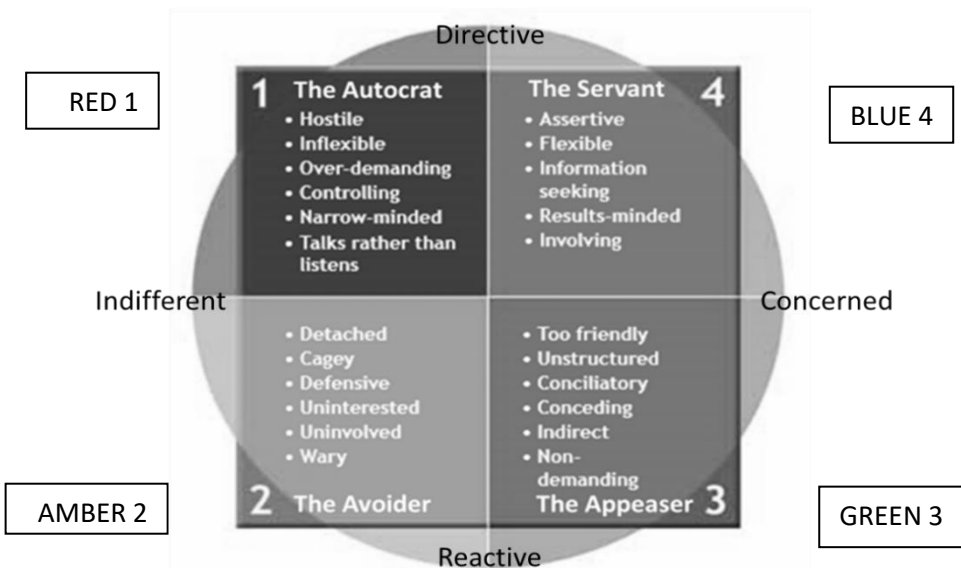 Directive
RED 1
BLUE 4
1 The Autocrat
• Hostile
• Inflexible
• Over-demanding
• Controlling
• Narrow-minded
• Talks rather than
listens
The Servant 4
• Assertive
• Flexible
• Information
seeking
• Results-minded
• Involving
Indifferent
Concerned
• Detached
• Cagey
• Defensive
• Uninterested
• Uninvolved
• Wary
2 The Avoider
• Too friendly
• Unstructured
• Conciliatory
• Conceding
• Indirect
• Non-
demanding
The Appeaser 3
AMBER 2
GREEN 3
Reactive